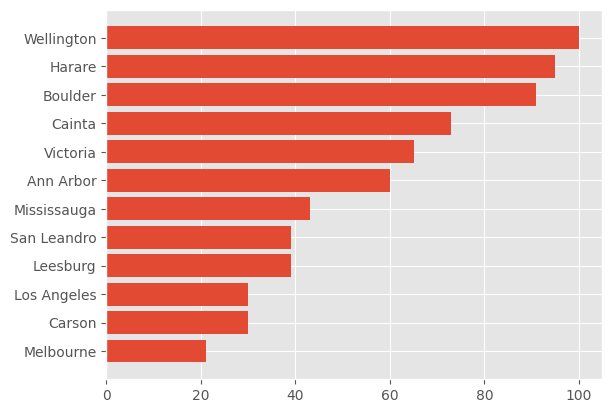 Wellington
Harare
Boulder
Cainta
Victoria
Ann Arbor
Mississauga
San Leandro
Leesburg
Los Angeles
Carson
Melbourne
0 20 40 60 80 100